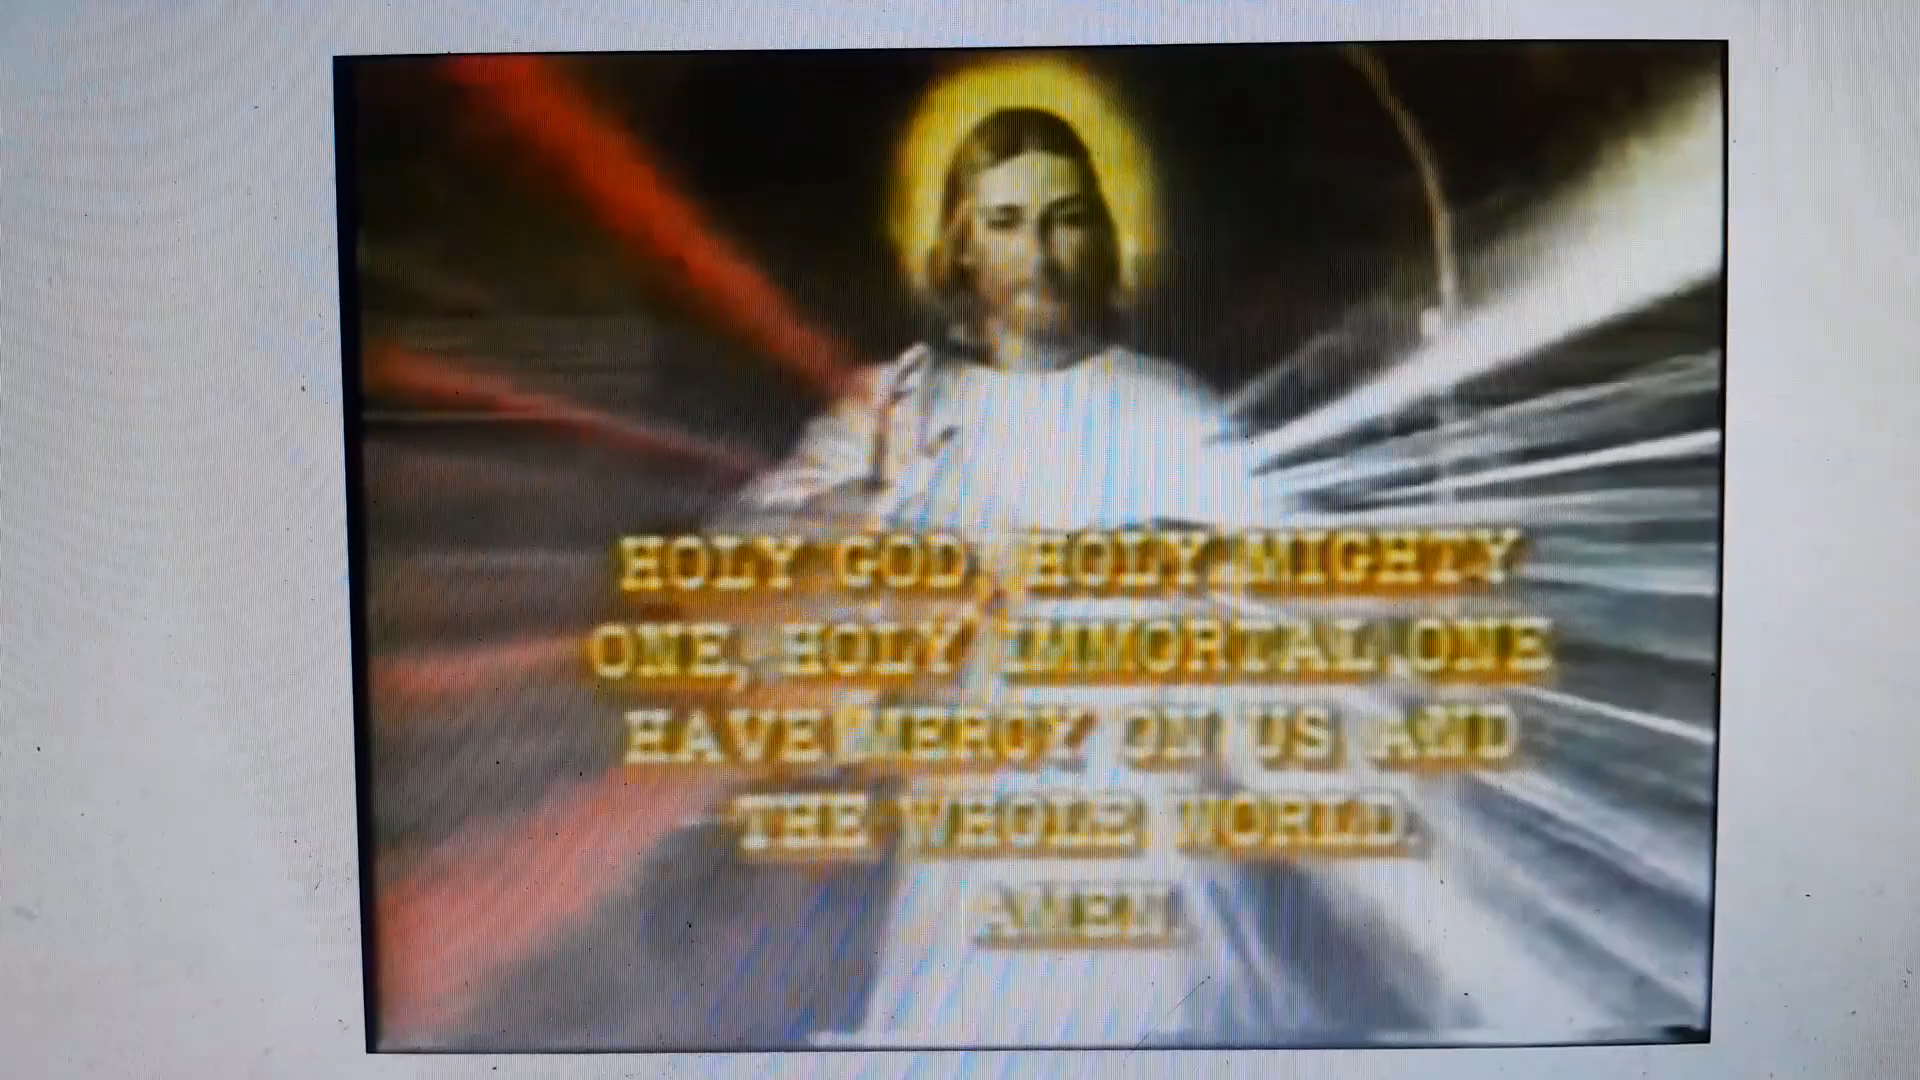 HOLY GOD, HOLY MIGHTY
ONE, HOLY IMMORTAL ONE
HAVE MERCY ON US AND
THE WHOLE WORLD.
AMEN.